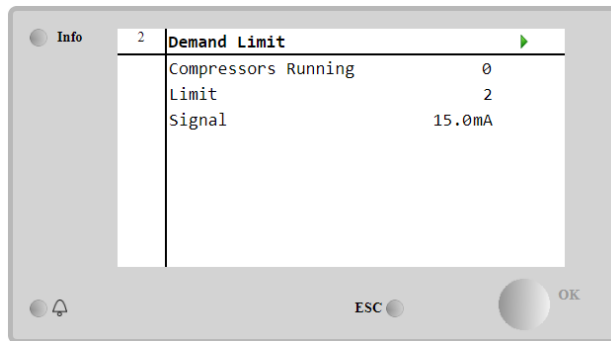 Info
2 Demand Limit
Compressors Running 0
Limit 2
Signal 15.0mA
ESC OK